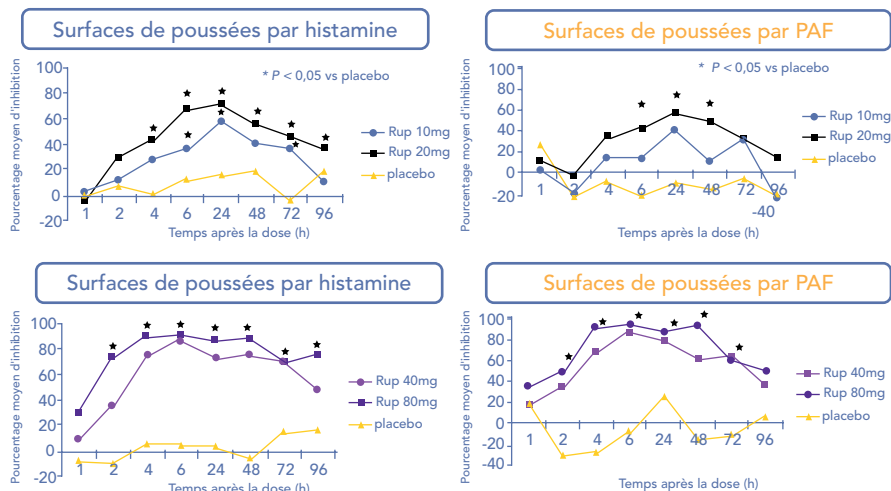 Surfaces de poussées par histamine
Pourcentage moyen d'inhibition
100
80
60
40
20
0
-20
* P < 0,05 vs placebo
1 2 4 6 24 48 72 96
Temps après la dose (h)
Rup 10mg
Rup 20mg
placebo
Surfaces de poussées par PAF
Pourcentage moyen d'inhibition
100
80
60
40
20
0
-20
* P < 0,05 vs placebo
1 2 4 6 24 48 72 96
-40
Temps après la dose (h)
Rup 10mg
Rup 20mg
placebo
Surfaces de poussées par histamine
Pourcentage moyen d'inhibition
100
80
60
40
20
0
-20
1 2 4 6 24 48 72 96
Temps après la dose (h)
Rup 40mg
Rup 80mg
placebo
Surfaces de poussées par PAF
Pourcentage moyen d'inhibition
100
80
60
40
20
0
-20
-40
1 2 4 6 24 48 72 96
Temps après la dose (h)
Rup 40mg
Rup 80mg
placebo